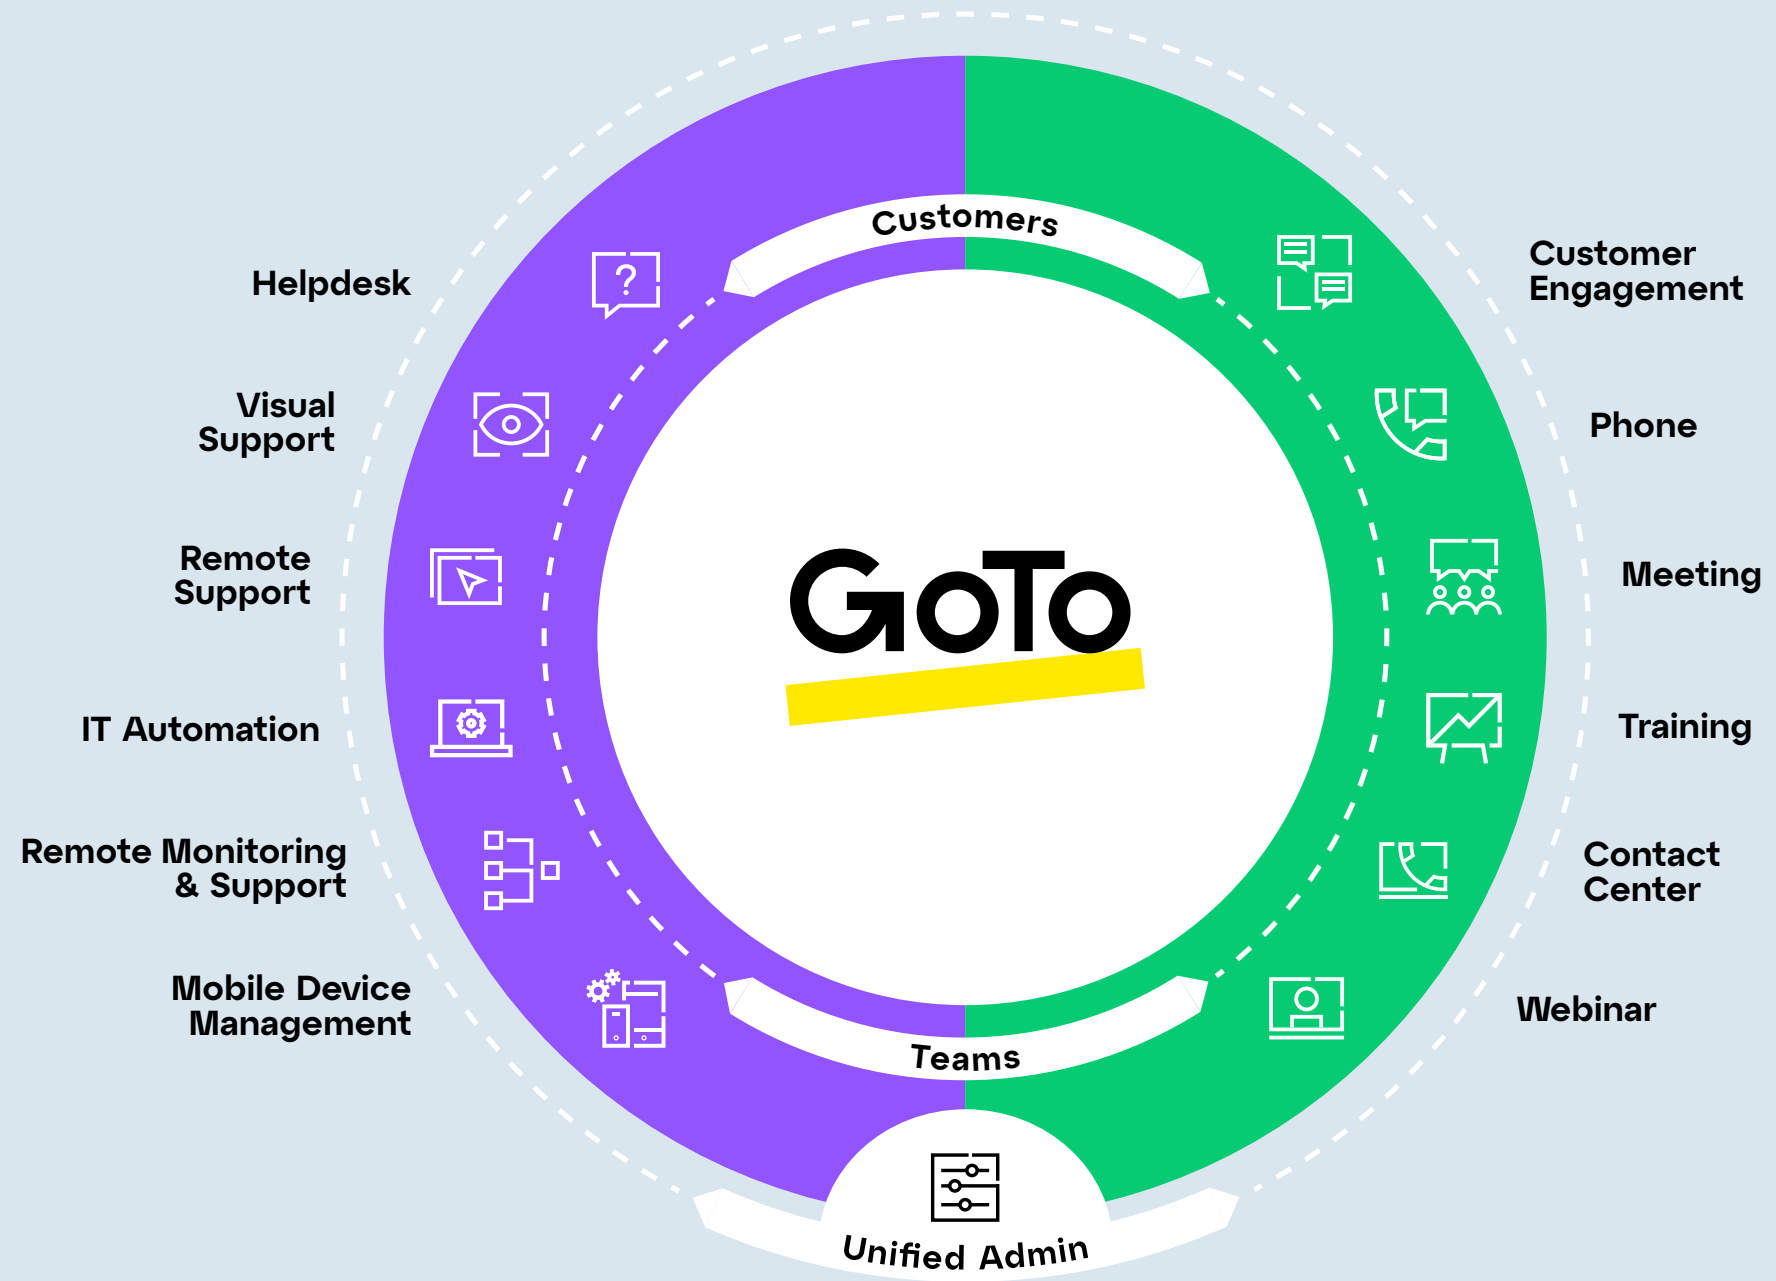 Customers
Helpdesk
Visual
Support
Remote
Support
IT Automation
Remote Monitoring
& Support
Mobile Device
Management
GoTo
Customer
Engagement
Phone
Meeting
Training
Contact
Center
Webinar
Teams
Unified Admin